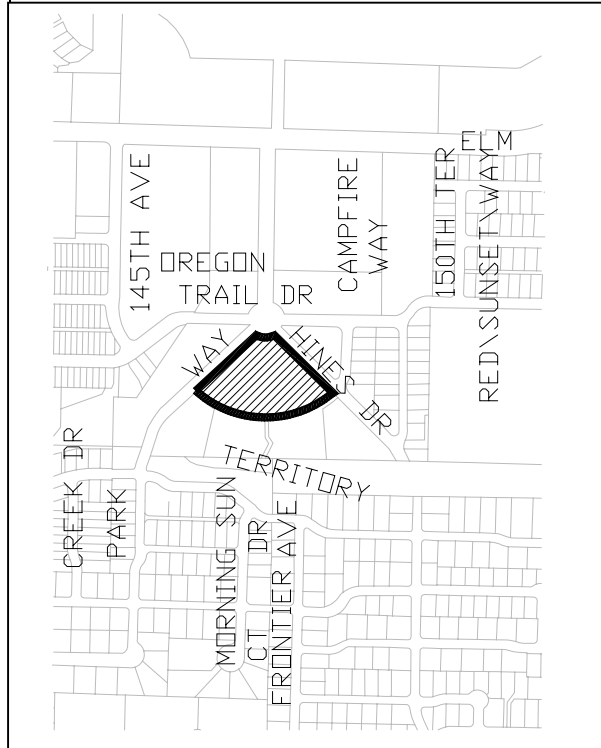 ELM
145TH AVE
CAMPFIRE
WAY
150TH TER
RED\SUNSET\WAY
OREGON
TRAIL DR
WAY
HINES DR
TERRITORY
CREEK DR
PARK
MORNING SUN
CT DR
FRONTIER AVE